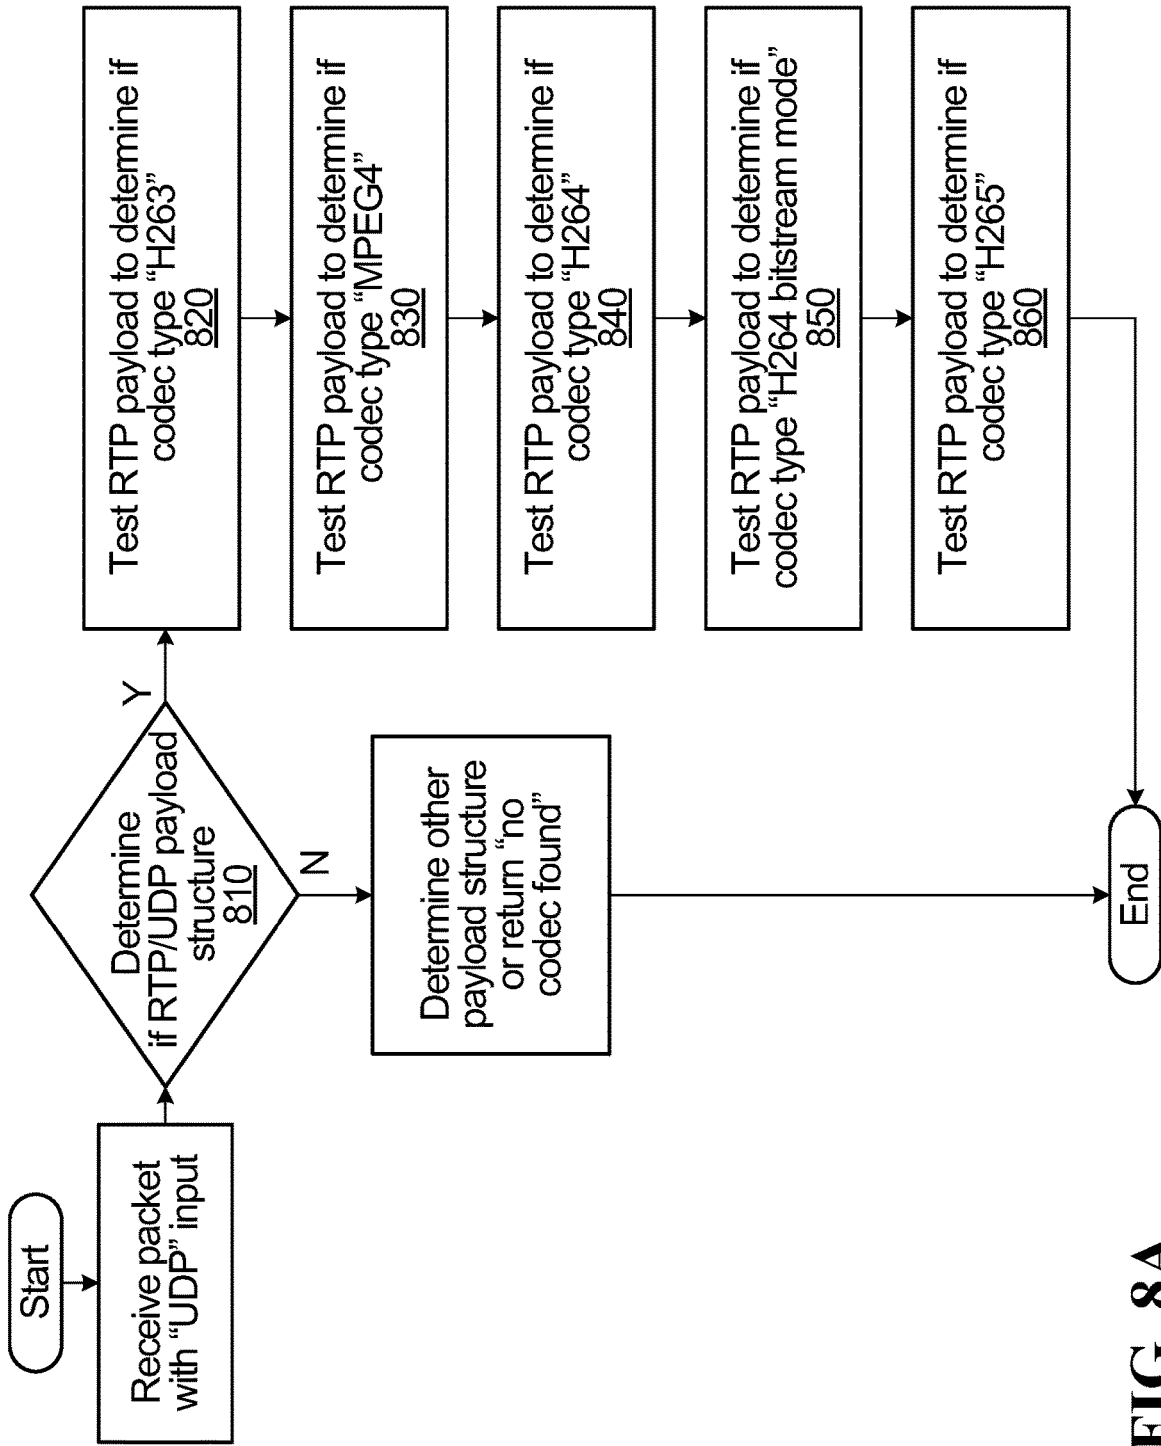 Start
Receive packet
with “UDP” input
Determine
if RTP/UDP payload
structure
810
Y
N
Determine other
payload structure
or return “no
codec found”
Test RTP payload to determine if
codec type “H263”
820
Test RTP payload to determine if
codec type “MPEG4”
830
Test RTP payload to determine if
codec type “H264”
840
Test RTP payload to determine if
codec type “H264 bitstream mode”
850
Test RTP payload to determine if
codec type “H265”
860
End
FIG. 8A